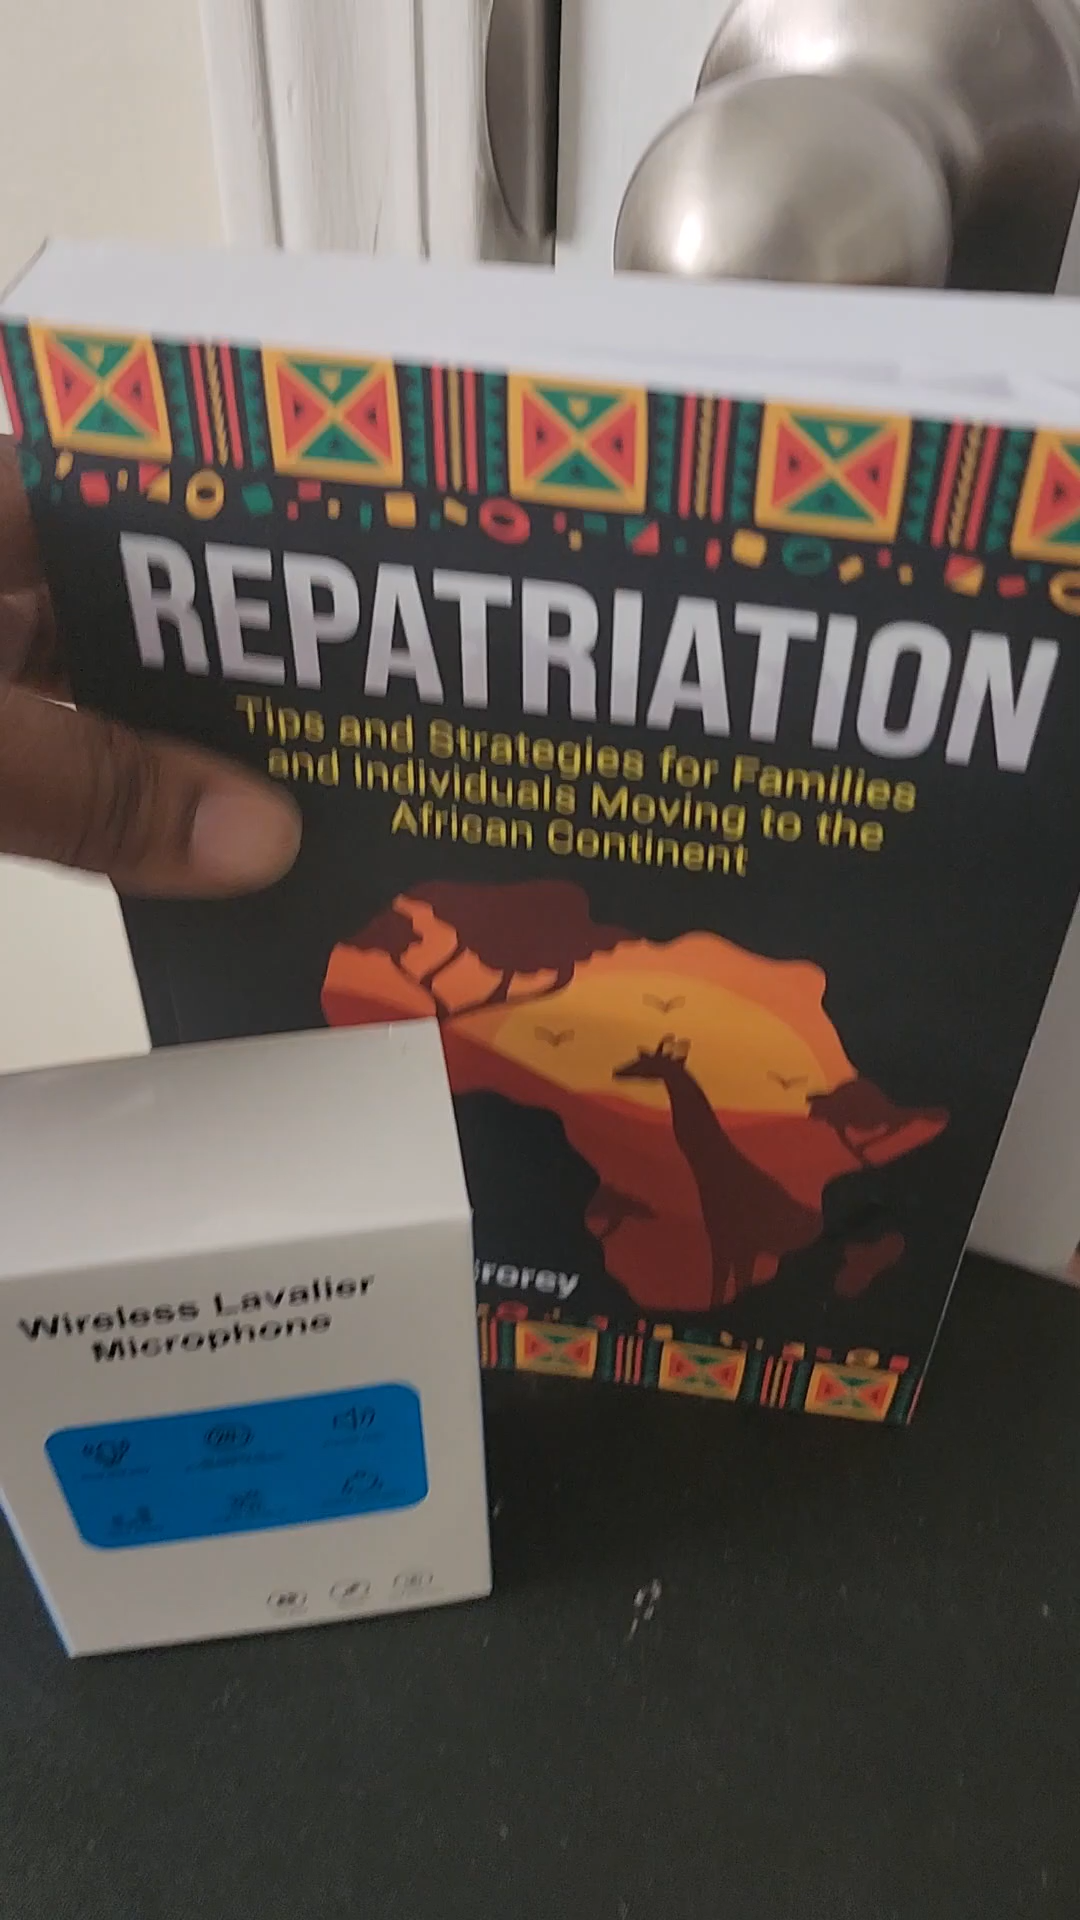 REPATRIATION
Tips and Strategies for Families
and Individuals Moving to the
African Continent
Wireless Lavalier
Microphone